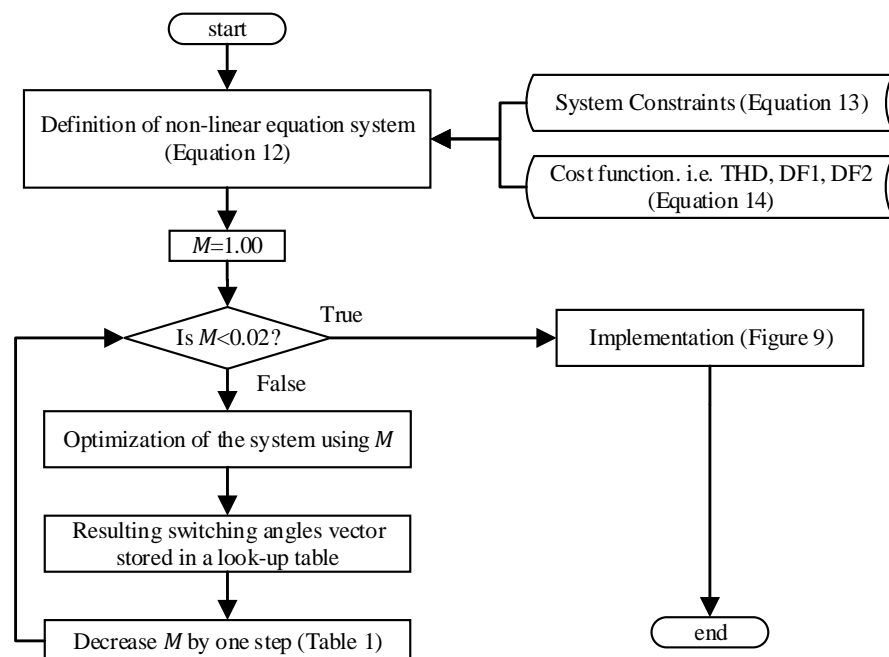 start
Definition of non-linear equation system
(Equation 12)
System Constraints (Equation 13)
Cost function. i.e. THD, DF1, DF2
(Equation 14)
M=1.00
Is M<0.02?
True
False
Implementation (Figure 9)
Optimization of the system using M
Resulting switching angles vector
stored in a look-up table
Decrease M by one step (Table 1)
end